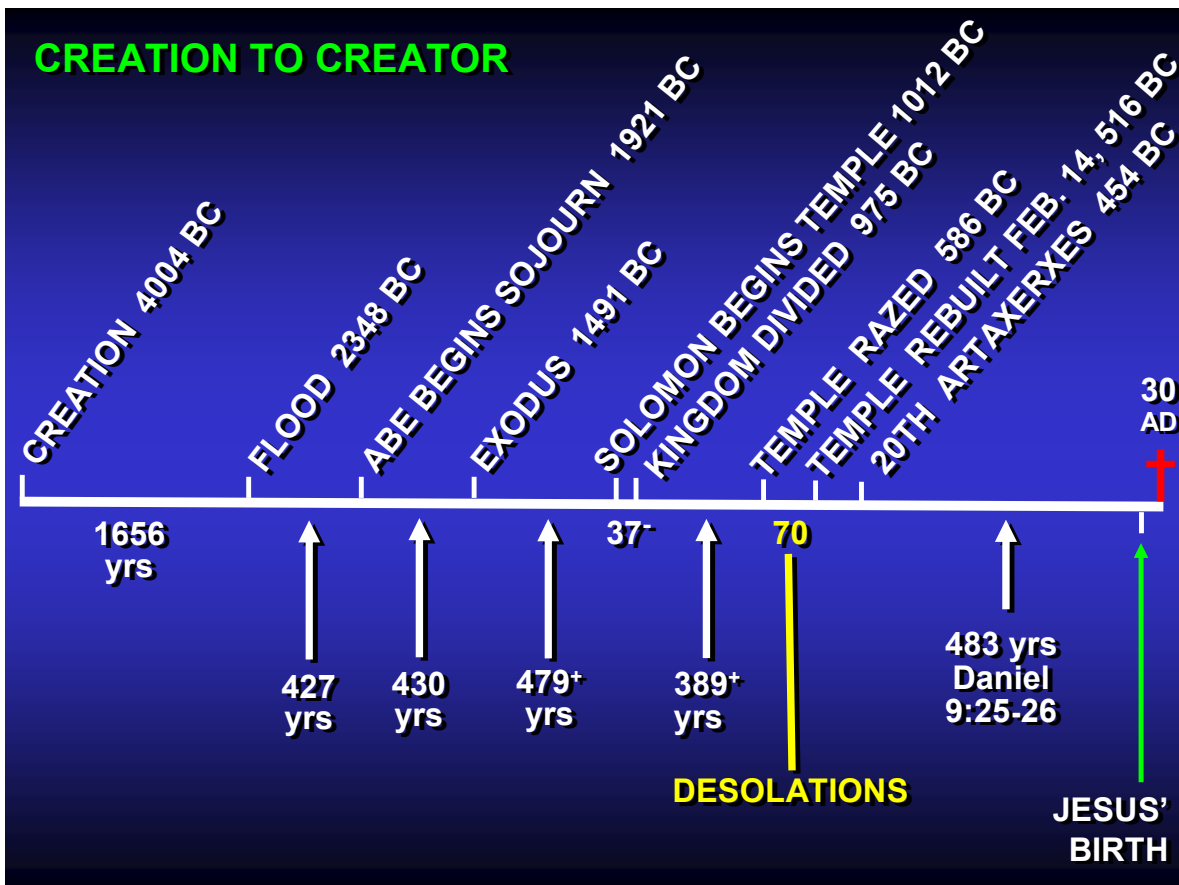 CREATION TO CREATOR
CREATION 4004 BC
FLOOD 2348 BC
ABE BEGINS SOJOURN 1921 BC
EXODUS 1491 BC
SOLOMON BEGINS TEMPLE 1012 BC
KINGDOM DIVIDED 975 BC
TEMPLE RAZED 586 BC
TEMPLE REBUILT FEB. 14, 516 BC
20TH ARTAXERXES 454 BC
30
AD
1656
yrs
427
yrs
430
yrs
479⁺
yrs
37⁻
389⁺
yrs
70
DESOLATIONS
483 yrs
Daniel
9:25-26
JESUS’
BIRTH